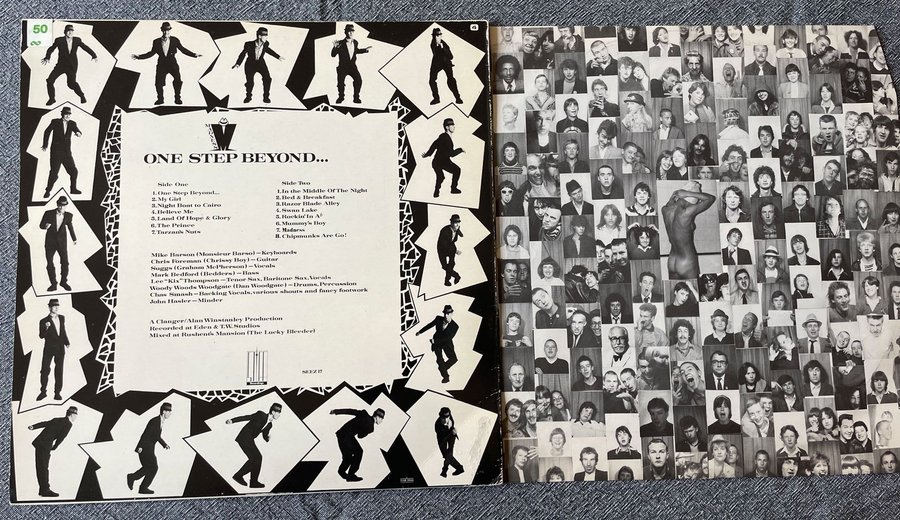 50
ONE STEP BEYOND...
Side One
1. One Step Beyond...
2. My Girl
3. Night Boat to Cairo
4. Believe Me
5. Land Of Hope & Glory
6. The Prince
7. Tarzan's Nuts
Side Two
1. In the Middle Of The Night
2. Bed & Breakfast
3. Razor Blade Alley
4. Swan Lake
5. Rockin' In A♭
6. Mummy's Boy
7. Madness
8. Chipmunks Are Go!
Mike Barson (Monsieur Barso) – Keyboards
Chris Foreman (Chrissy Boy) – Guitar
Suggs (Graham McPherson) – Vocals
Mark Bedford (Bedders) – Bass
Lee "Kix" Thompson – Tenor Sax, Baritone Sax, Vocals
Woody Woods Woodgate (Dan Woodgate) – Drums, Percussion
Chas Smash – Backing Vocals, various shouts and fancy footwork
John Hasler – Minder
A Clanger/Alan Winstanley Production
Recorded at Eden & T.W. Studios
Mixed at Rushent's Mansion (The Lucky Bleeder)
SEEZ 17